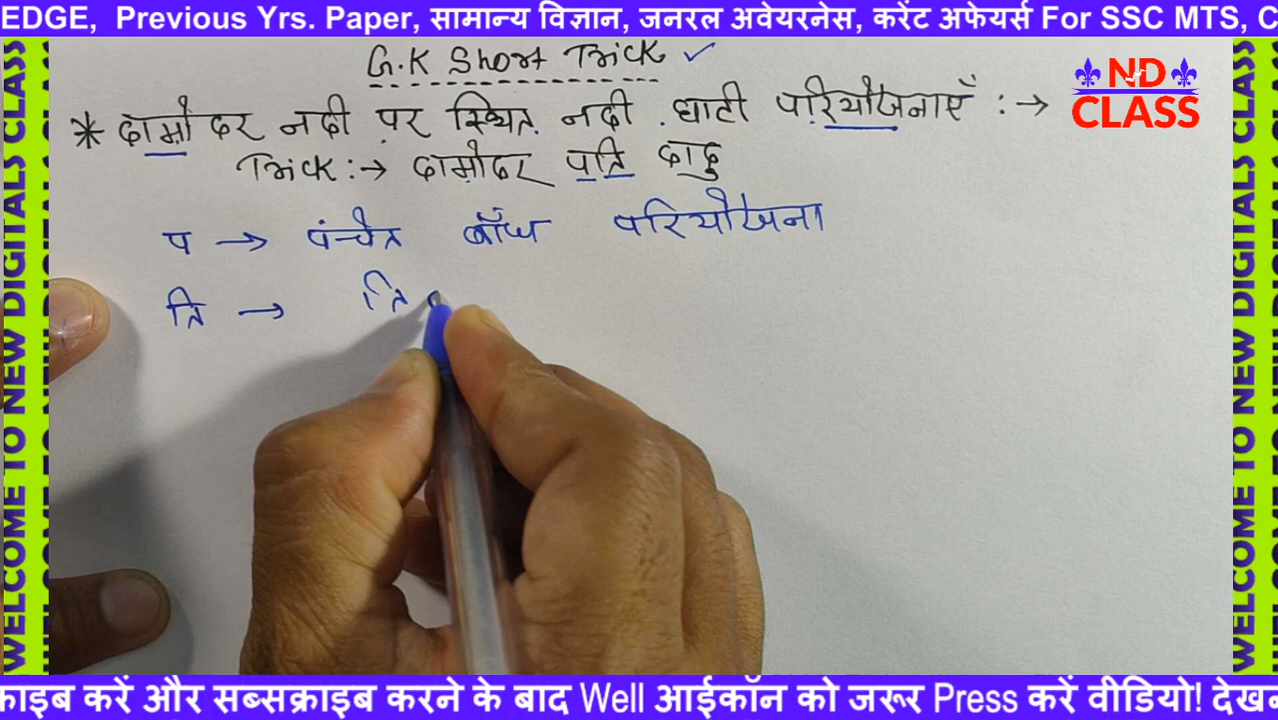 EDGE, Previous Yrs. Paper, सामान्य विज्ञान, जनरल अवेयरनेस, करेंट अफेयर्स For SSC MTS, C
G.K Short Trick ✓
ND
CLASS
* दामोदर नदी पर स्थित नदी घाटी परियोजनाएँ :→
Trick :→ दामोदर पति दादु
प → पंचेत बाँध परियोजना
ति → ति
WELCOME TO NEW DIGITALS CLASS
WELCOME TO NEW DIGITALS CLASS
काइब करें और सब्सक्राइब करने के बाद Well आईकॉन को जरूर Press करें वीडियो! देखन